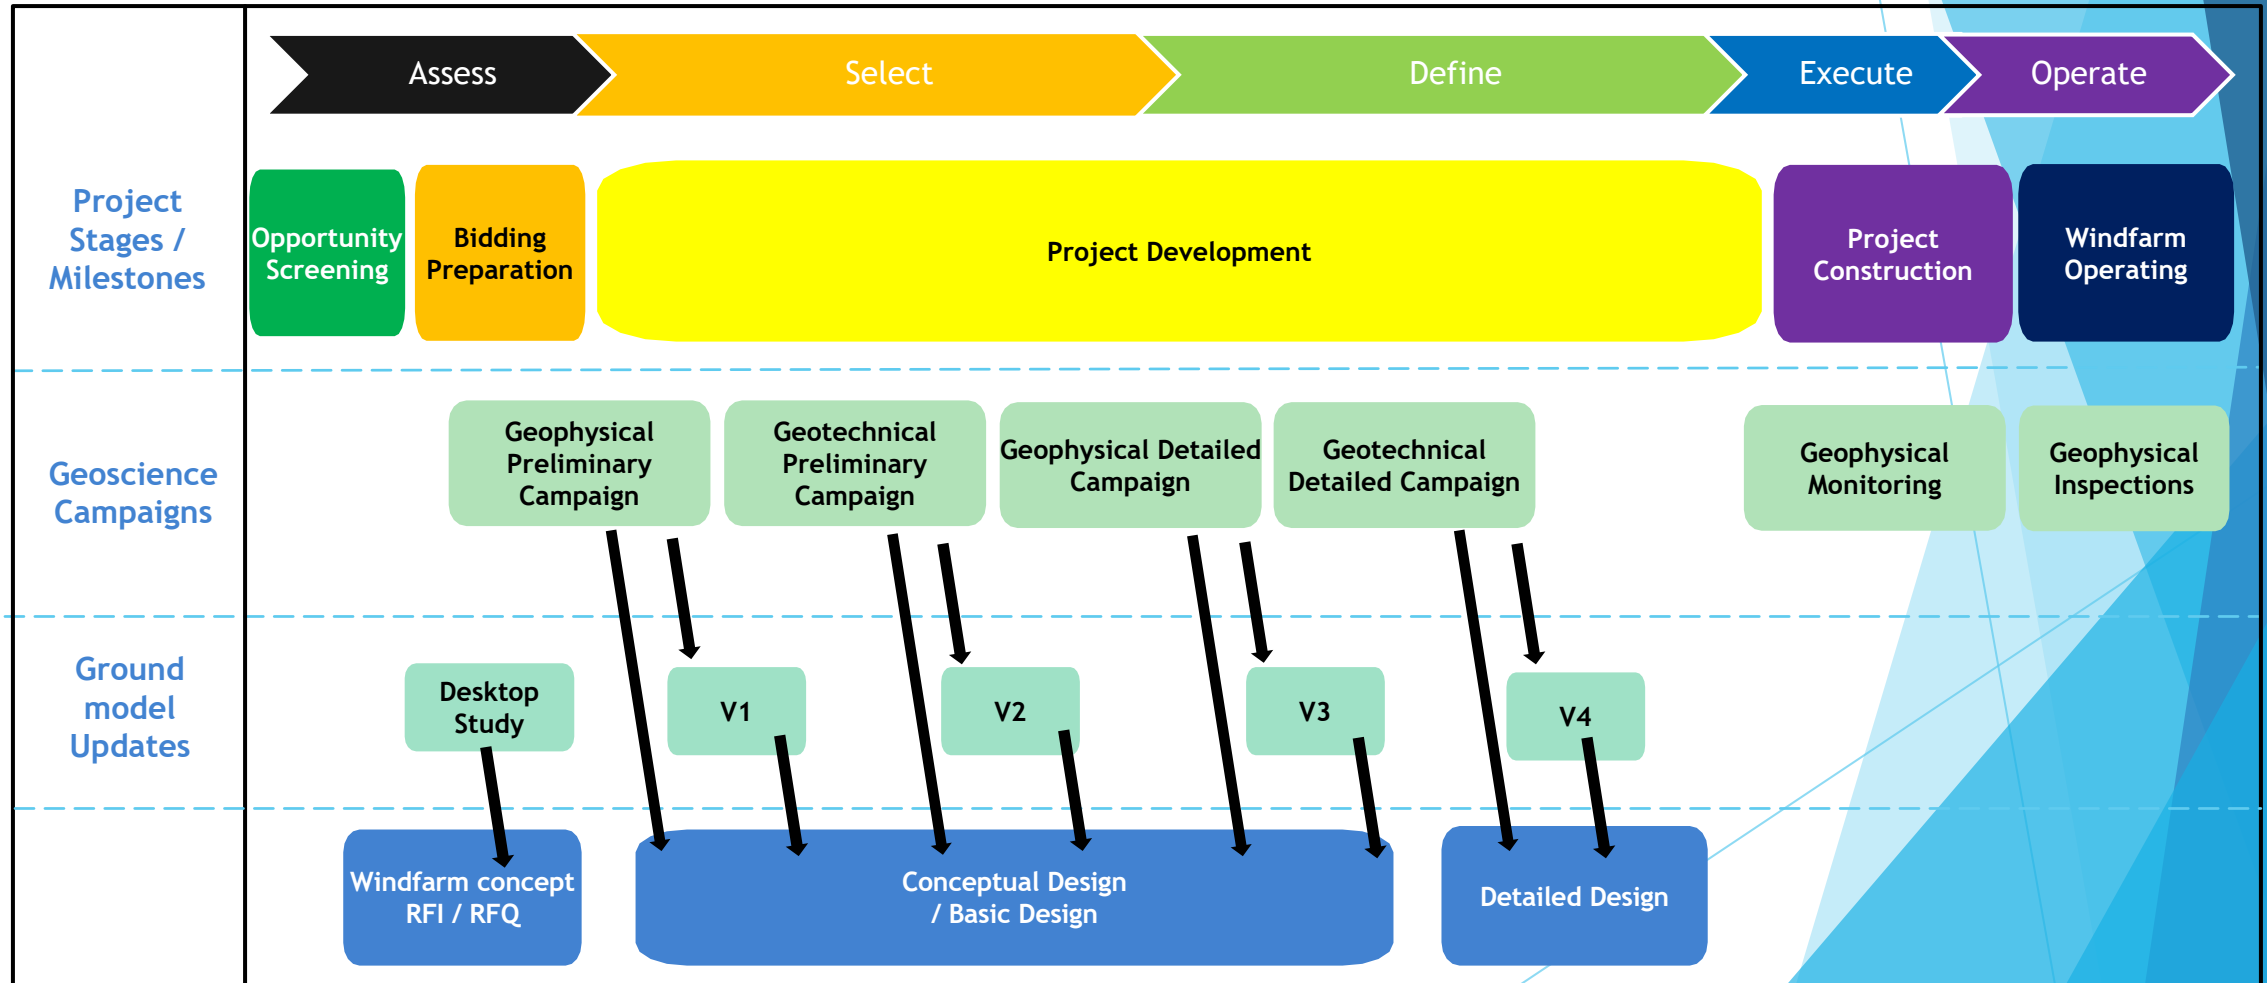 Assess
Select
Define
Execute
Operate
Project
Stages /
Milestones
Opportunity
Screening
Bidding
Preparation
Project Development
Project
Construction
Windfarm
Operating
Geoscience
Campaigns
Geophysical
Preliminary
Campaign
Geotechnical
Preliminary
Campaign
Geophysical Detailed
Campaign
Geotechnical
Detailed Campaign
Geophysical
Monitoring
Geophysical
Inspections
Ground
model
Updates
Desktop
Study
V1
V2
V3
V4
Windfarm concept
RFI / RFQ
Conceptual Design
/ Basic Design
Detailed Design